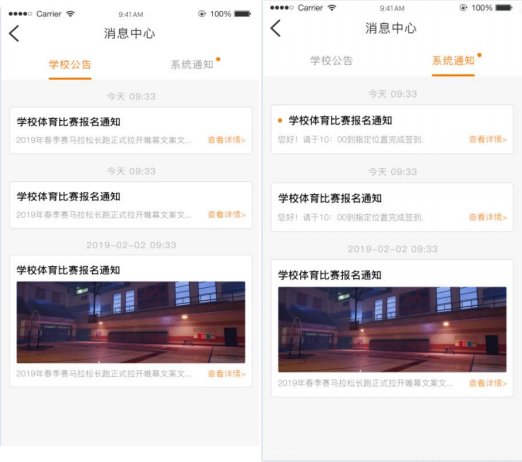 Carrier 9:41AM 100%
消息中心
学校公告 系统通知
今天 09:33
学校体育比赛报名通知
2019年春季赛马拉松长跑正式拉开帷幕文案文... 查看详情>
今天 09:33
学校体育比赛报名通知
2019年春季赛马拉松长跑正式拉开帷幕文案文... 查看详情>
2019-02-02 09:33
学校体育比赛报名通知
2019年春季赛马拉松长跑正式拉开帷幕文案文... 查看详情>
Carrier 9:41AM 100%
消息中心
学校公告 系统通知
今天 09:33
学校体育比赛报名通知
您好！请于10：00到指定位置完成签到. 查看详情>
今天 09:33
学校体育比赛报名通知
您好！请于10：00到指定位置完成签到. 查看详情>
2019-02-02 09:33
学校体育比赛报名通知
2019年春季赛马拉松长跑正式拉开帷幕文案文... 查看详情>